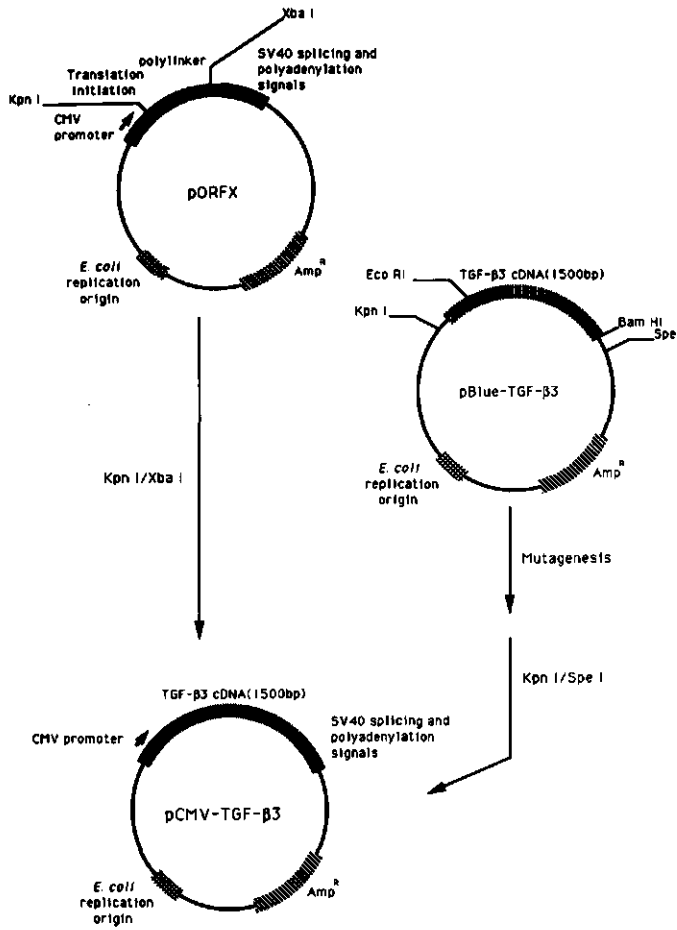 Xba I
polylinker
SV40 splicing and
polyadenylation
signals
Translation
initiation
Kpn I
CMV
promoter
pORFX
E. coli
replication
origin
Amp R
Eco RI
TGF-β3 cDNA(1500bp)
Kpn I
Bam HI
Spe
pBlue-TGF-β3
E. coli
replication
origin
Amp R
Kpn I/Xba I
Mutagenesis
Kpn I/Spe I
TGF-β3 cDNA(1500bp)
CMV promoter
SV40 splicing and
polyadenylation
signals
pCMV-TGF-β3
E. coli
replication
origin
Amp R